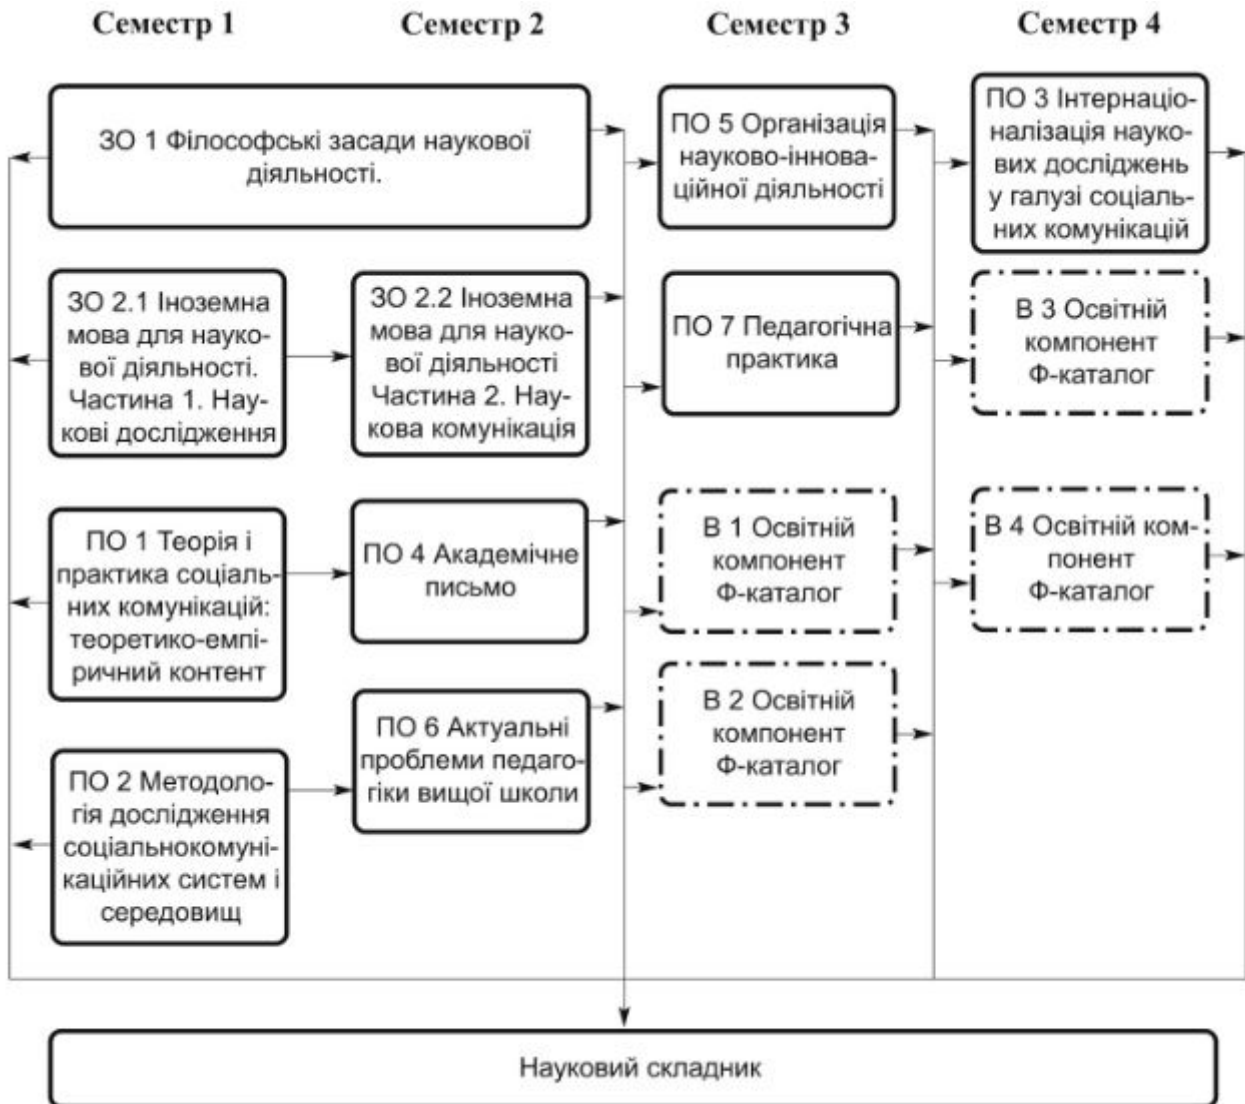 Семестр 1
Семестр 2
Семестр 3
Семестр 4
ЗО 1 Філософські засади наукової
діяльності.
ПО 5 Організація
науково-іннова-
ційної діяльності
ПО 3 Інтернаціо-
налізація науко-
вих досліджень
у галузі соціаль-
них комунікацій
ЗО 2.1 Іноземна
мова для науко-
вої діяльності.
Частина 1. Нау-
кові дослідження
ЗО 2.2 Іноземна
мова для науко-
вої діяльності
Частина 2. Нау-
кова комунікація
ПО 7 Педагогічна
практика
В 3 Освітній
компонент
Ф-каталог
ПО 1 Теорія і
практика соціаль-
них комунікацій:
теоретико-емпі-
ричний контент
ПО 4 Академічне
письмо
В 1 Освітній
компонент
Ф-каталог
В 4 Освітній ком-
понент
Ф-каталог
ПО 2 Методоло-
гія дослідження
соціальнокомуні-
каційних систем і
середовищ
ПО 6 Актуальні
проблеми педаго-
гіки вищої школи
В 2 Освітній
компонент
Ф-каталог
Науковий складник